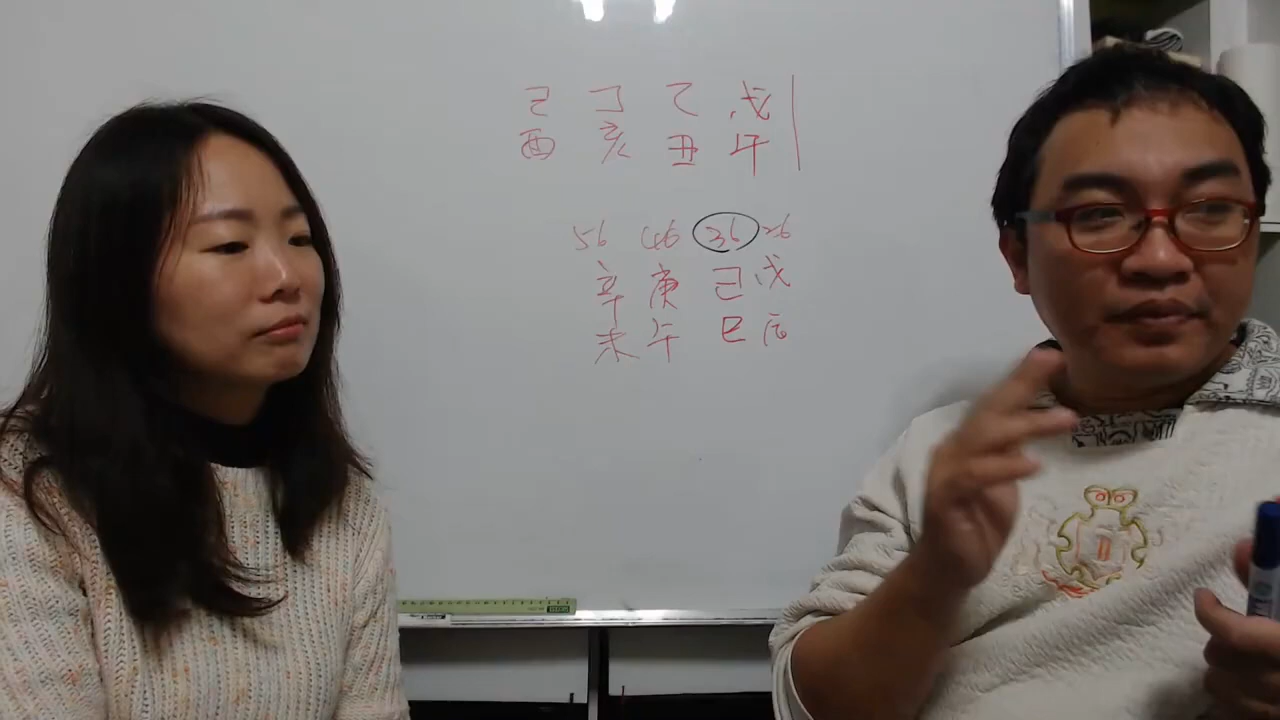 己 丁 乙 戊
酉 亥 丑 午
56 46 36 26
辛 庚 己 戊
未 午 巳 辰